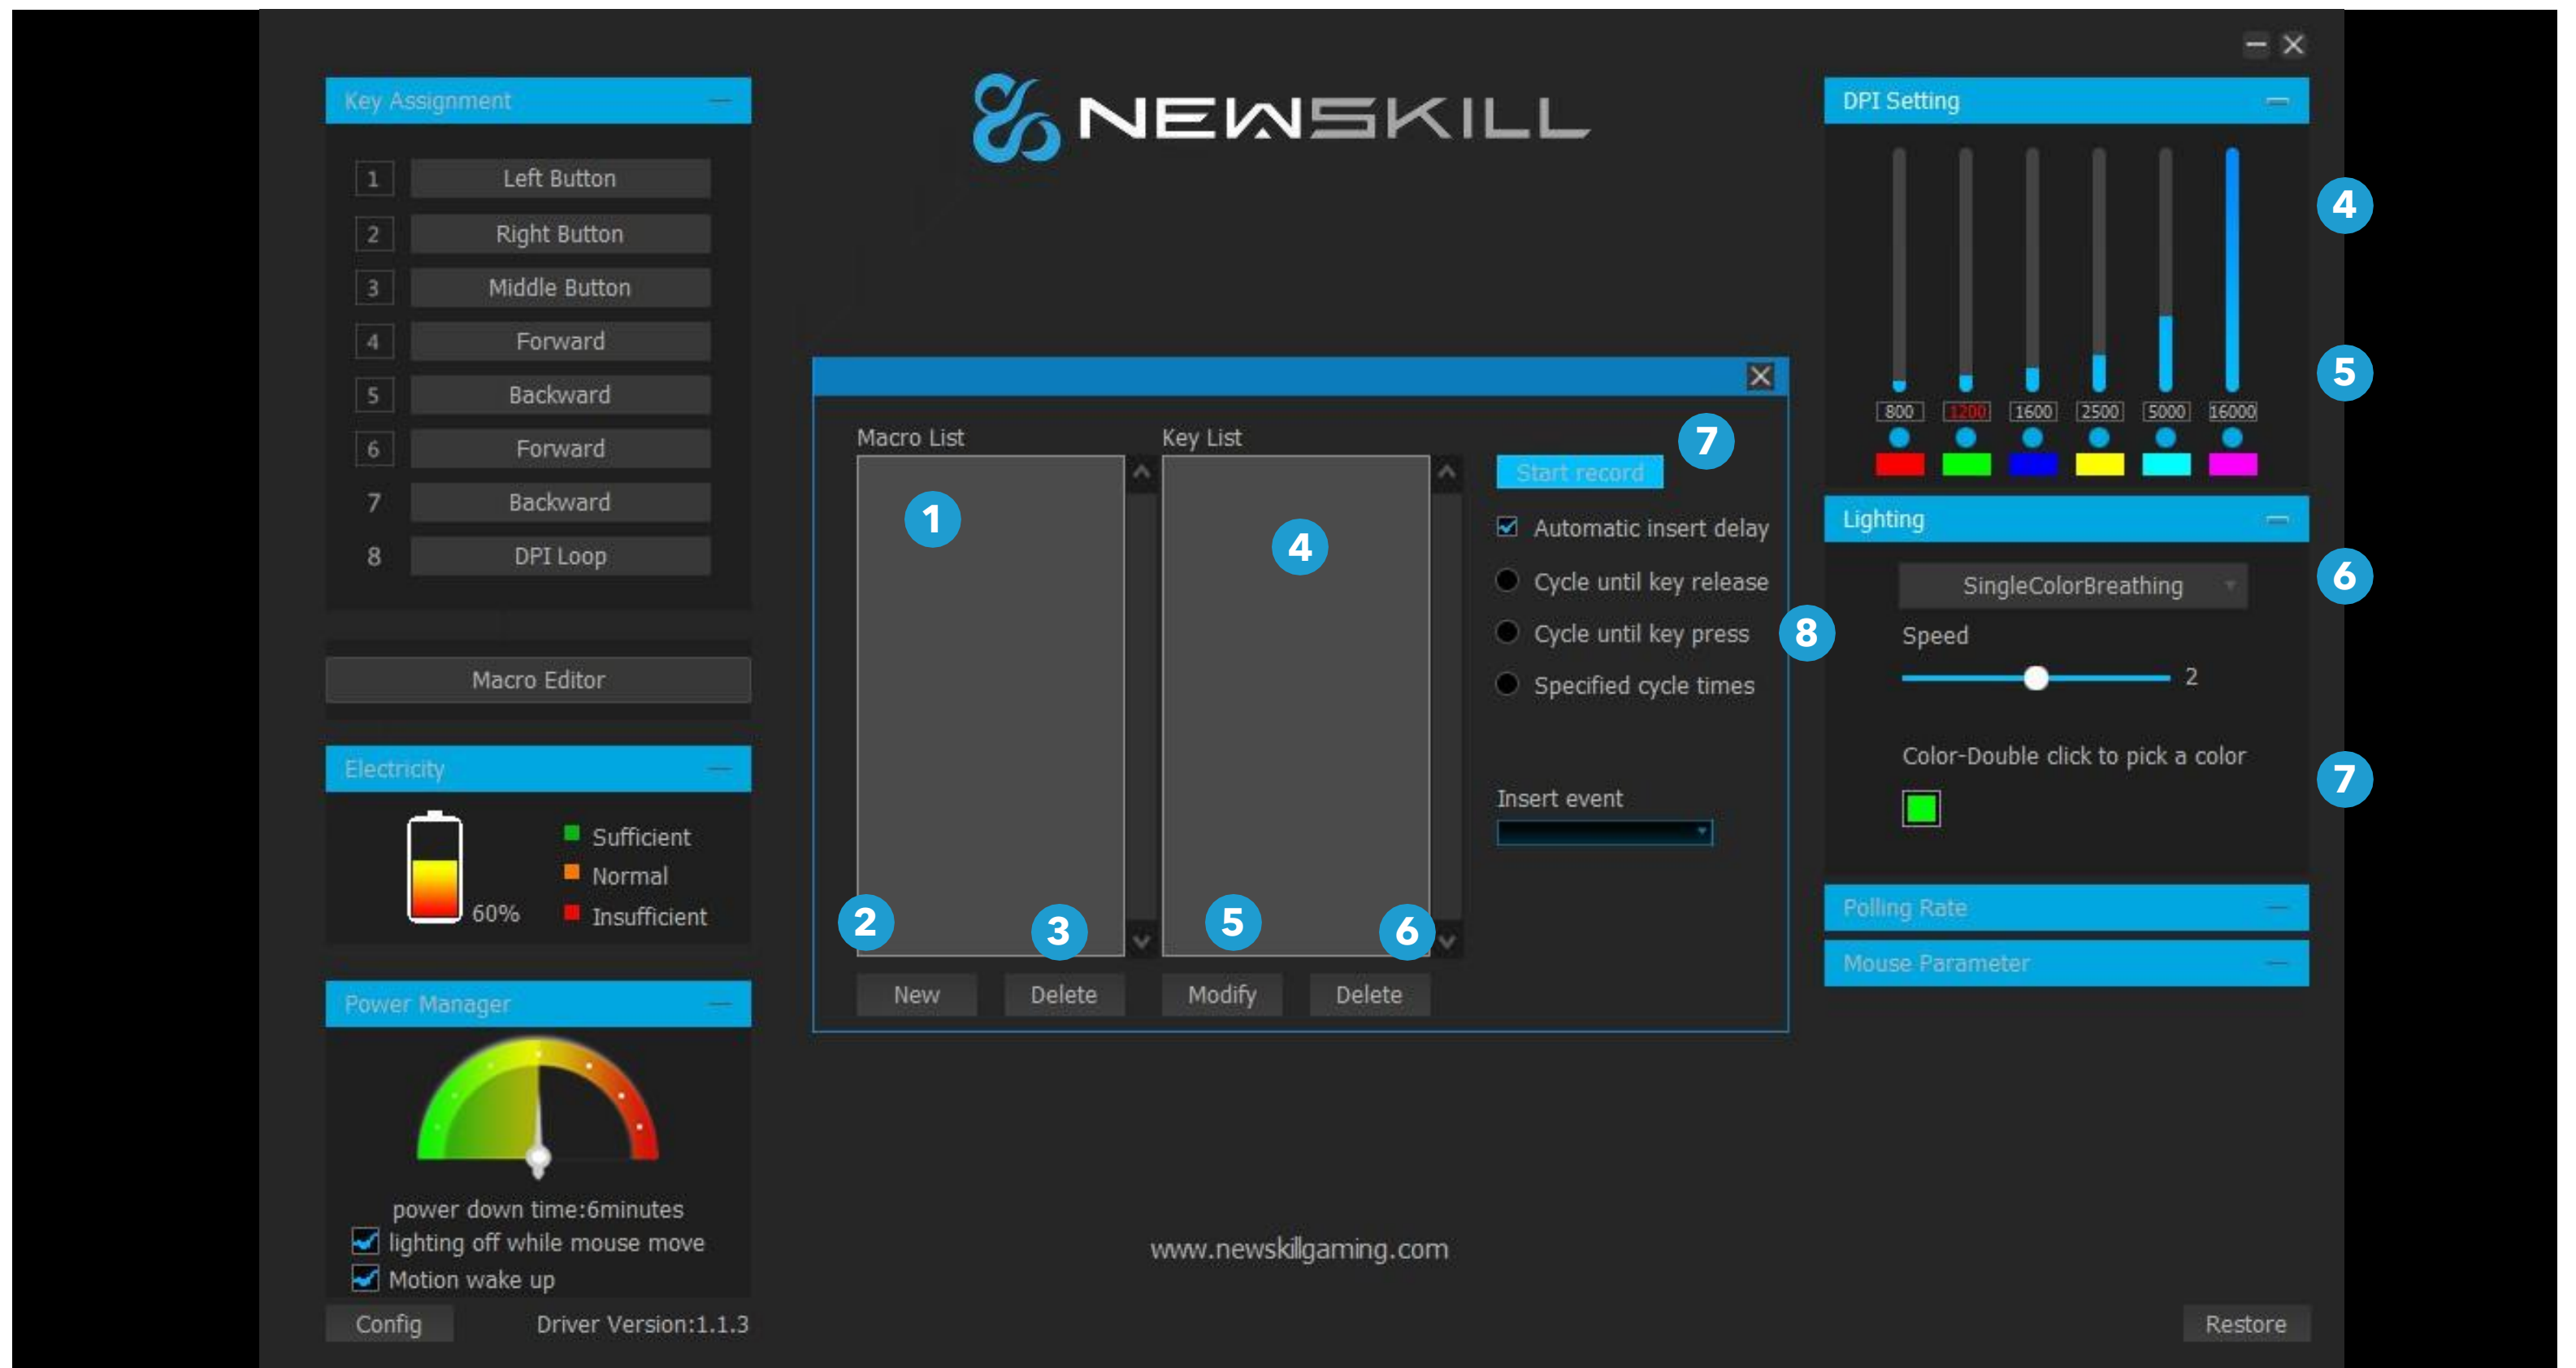 NEWSKILL
Key Assignment
1 Left Button
2 Right Button
3 Middle Button
4 Forward
5 Backward
6 Forward
7 Backward
8 DPI Loop
Macro Editor
Electricity
Sufficient
Normal
60%
Insufficient
Power Manager
power down time:6minutes
lighting off while mouse move
Motion wake up
Config Driver Version:1.1.3
Macro List Key List
7
Start record
1
4
Automatic insert delay
Cycle until key release
Cycle until key press
8
Specified cycle times
Insert event
2 3 5 6
New Delete Modify Delete
www.newskillgaming.com
DPI Setting
4
5
800 1200 1600 2500 5000 16000
Lighting
SingleColorBreathing
6
Speed
2
Color-Double click to pick a color
7
Polling Rate
Mouse Parameter
Restore